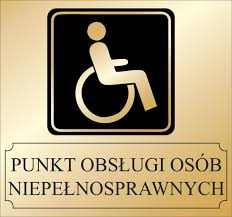 PUNKT OBSŁUGI OSÓB
NIEPEŁNOSPRAWNYCH